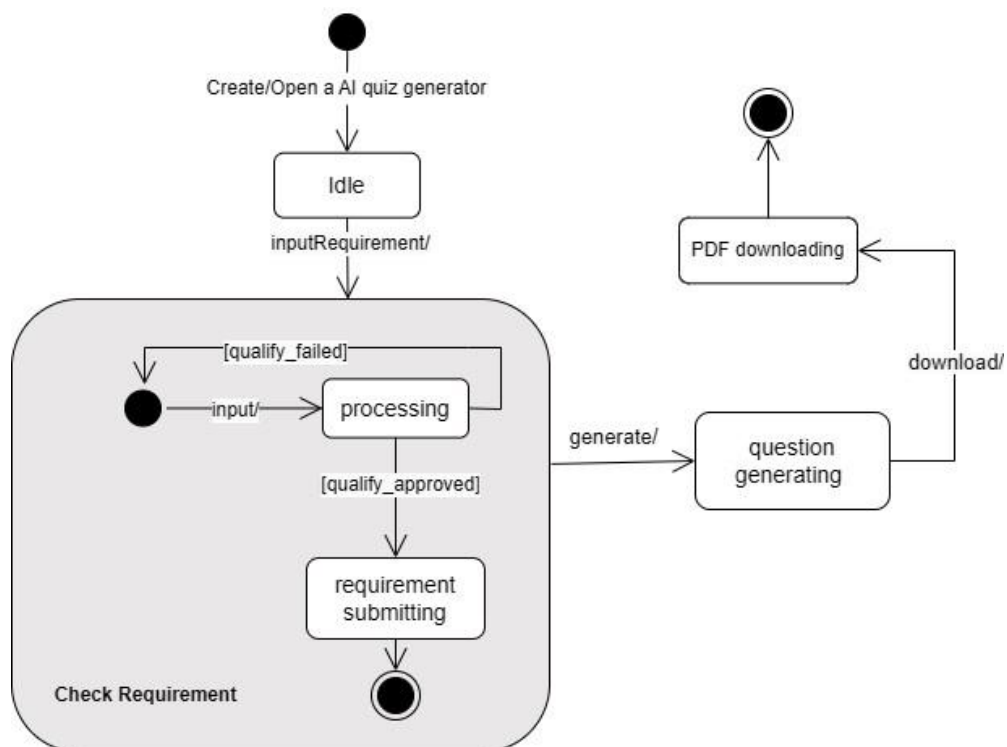 Create/Open a AI quiz generator
Idle
inputRequirement/
PDF downloading
[qualify_failed]
download/
input/
processing
generate/
question
generating
[qualify_approved]
requirement
submitting
Check Requirement